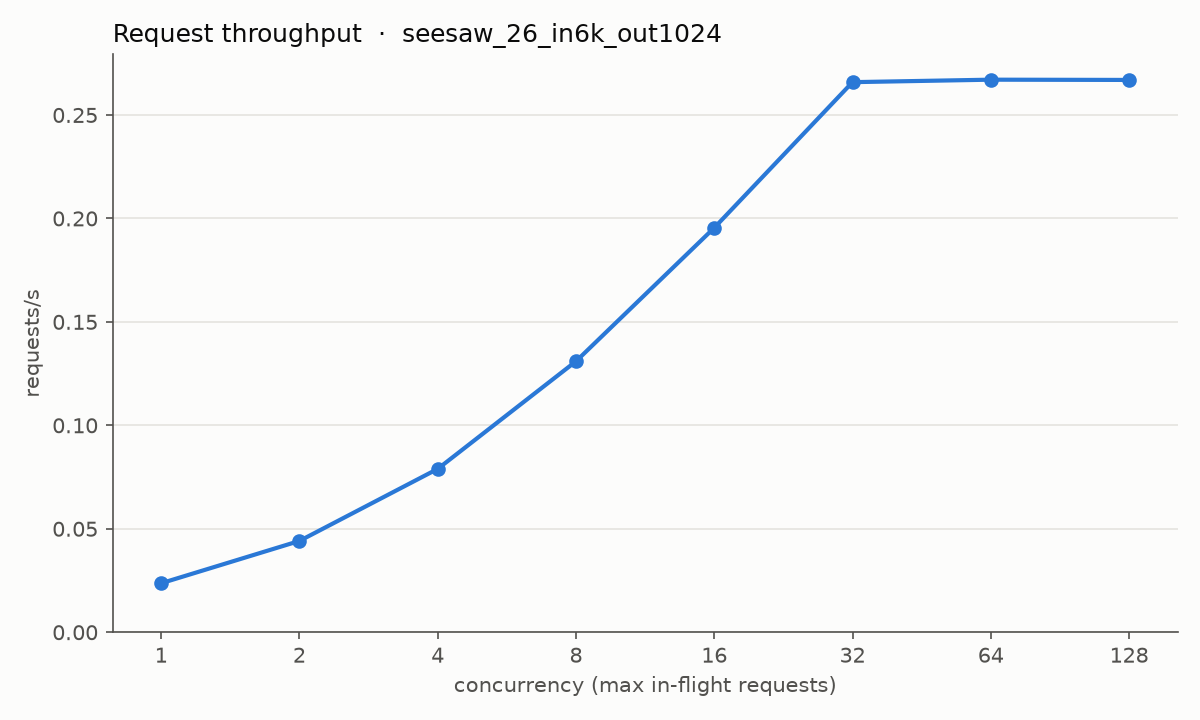 Request throughput · seesaw_26_in6k_out1024
requests/s
0.25
0.20
0.15
0.10
0.05
0.00
1 2 4 8 16 32 64 128
concurrency (max in-flight requests)